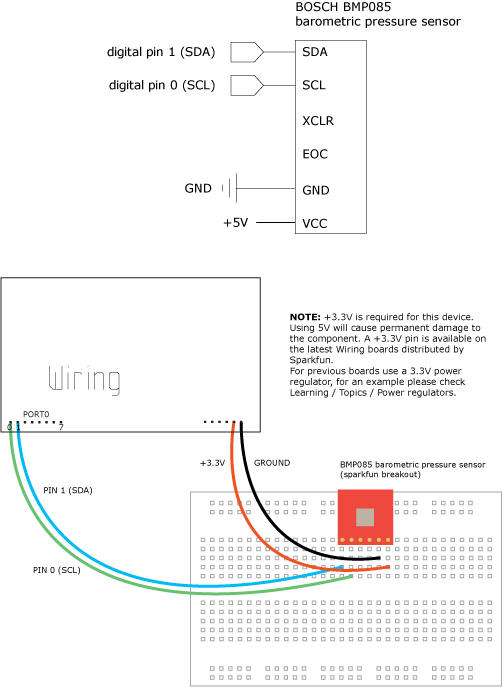 BOSCH BMP085
barometric pressure sensor
digital pin 1 (SDA)
SDA
digital pin 0 (SCL)
SCL
XCLR
EOC
GND
GND
+5V
VCC
NOTE: +3.3V is required for this device.
Using 5V will cause permanent damage to
the component. A +3.3V pin is available on
the latest Wiring boards distributed by
Sparkfun.
For previous boards use a 3.3V power
regulator, for an example please check
Learning / Topics / Power regulators.
Wiring
PORT0
0 1 7
+3.3V
GROUND
BMP085 barometric pressure sensor
(sparkfun breakout)
PIN 1 (SDA)
PIN 0 (SCL)